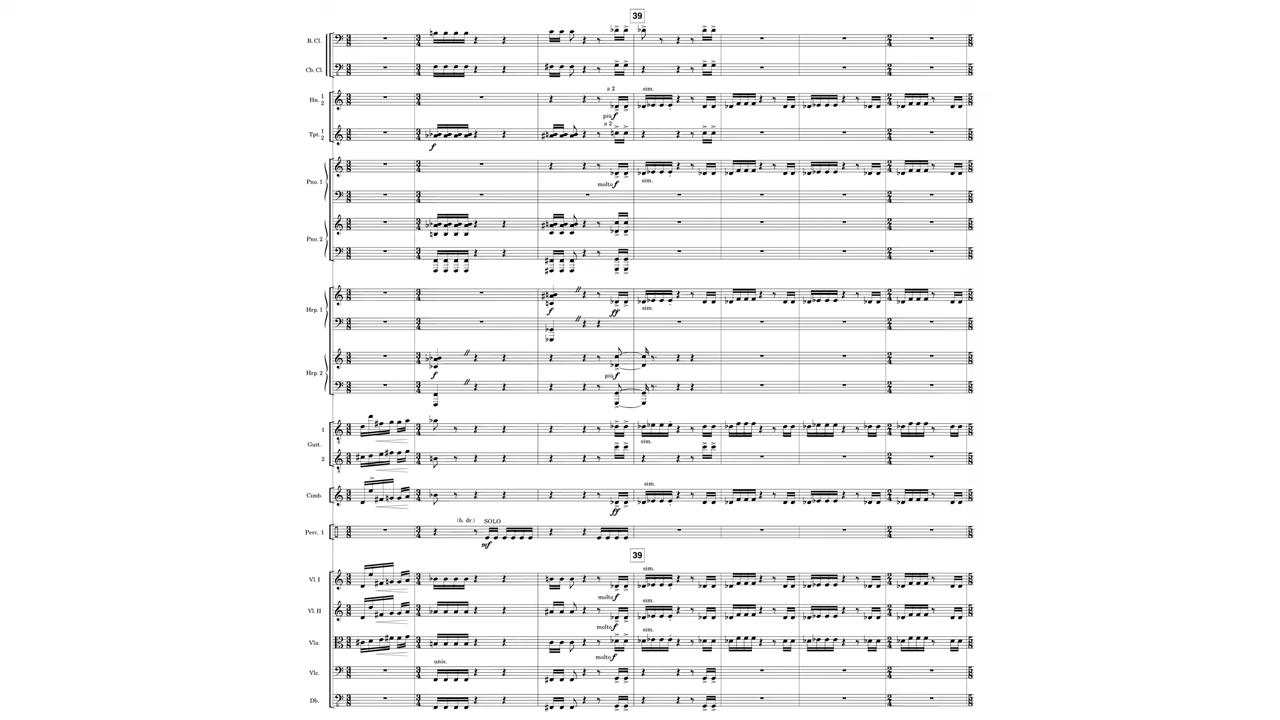 39
B. Cl.
Cb. Cl.
a 2 sim.
Hn. 1 2
più f
a 2
Tpt. 1 2
f
Pno. 1
molto f sim.
Pno. 2
Hrp. 1
f ff sim.
Hrp. 2
f più f
1
Guit.
sim.
2
sim.
Cimb.
ff
(b. dr.) SOLO
Perc. 1
mf
39
sim.
Vl. I
molto f sim.
Vl. II
molto f sim.
Vla.
unis. molto f
Vlc.
Db.